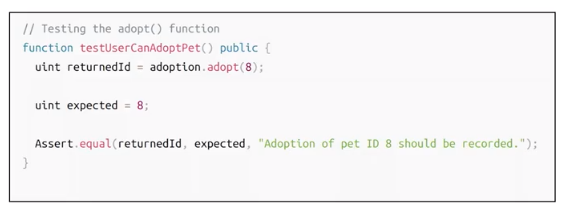 // Testing the adopt() function
function testUserCanAdoptPet() public {
uint returnedId = adoption.adopt(8);
uint expected = 8;
Assert.equal(returnedId, expected, "Adoption of pet ID 8 should be recorded.");
}